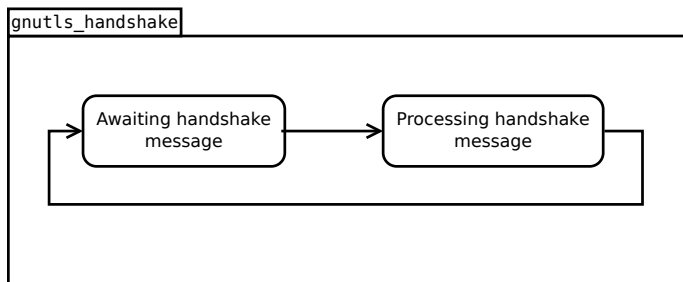 gnutls_handshake
Awaiting handshake
message
Processing handshake
message